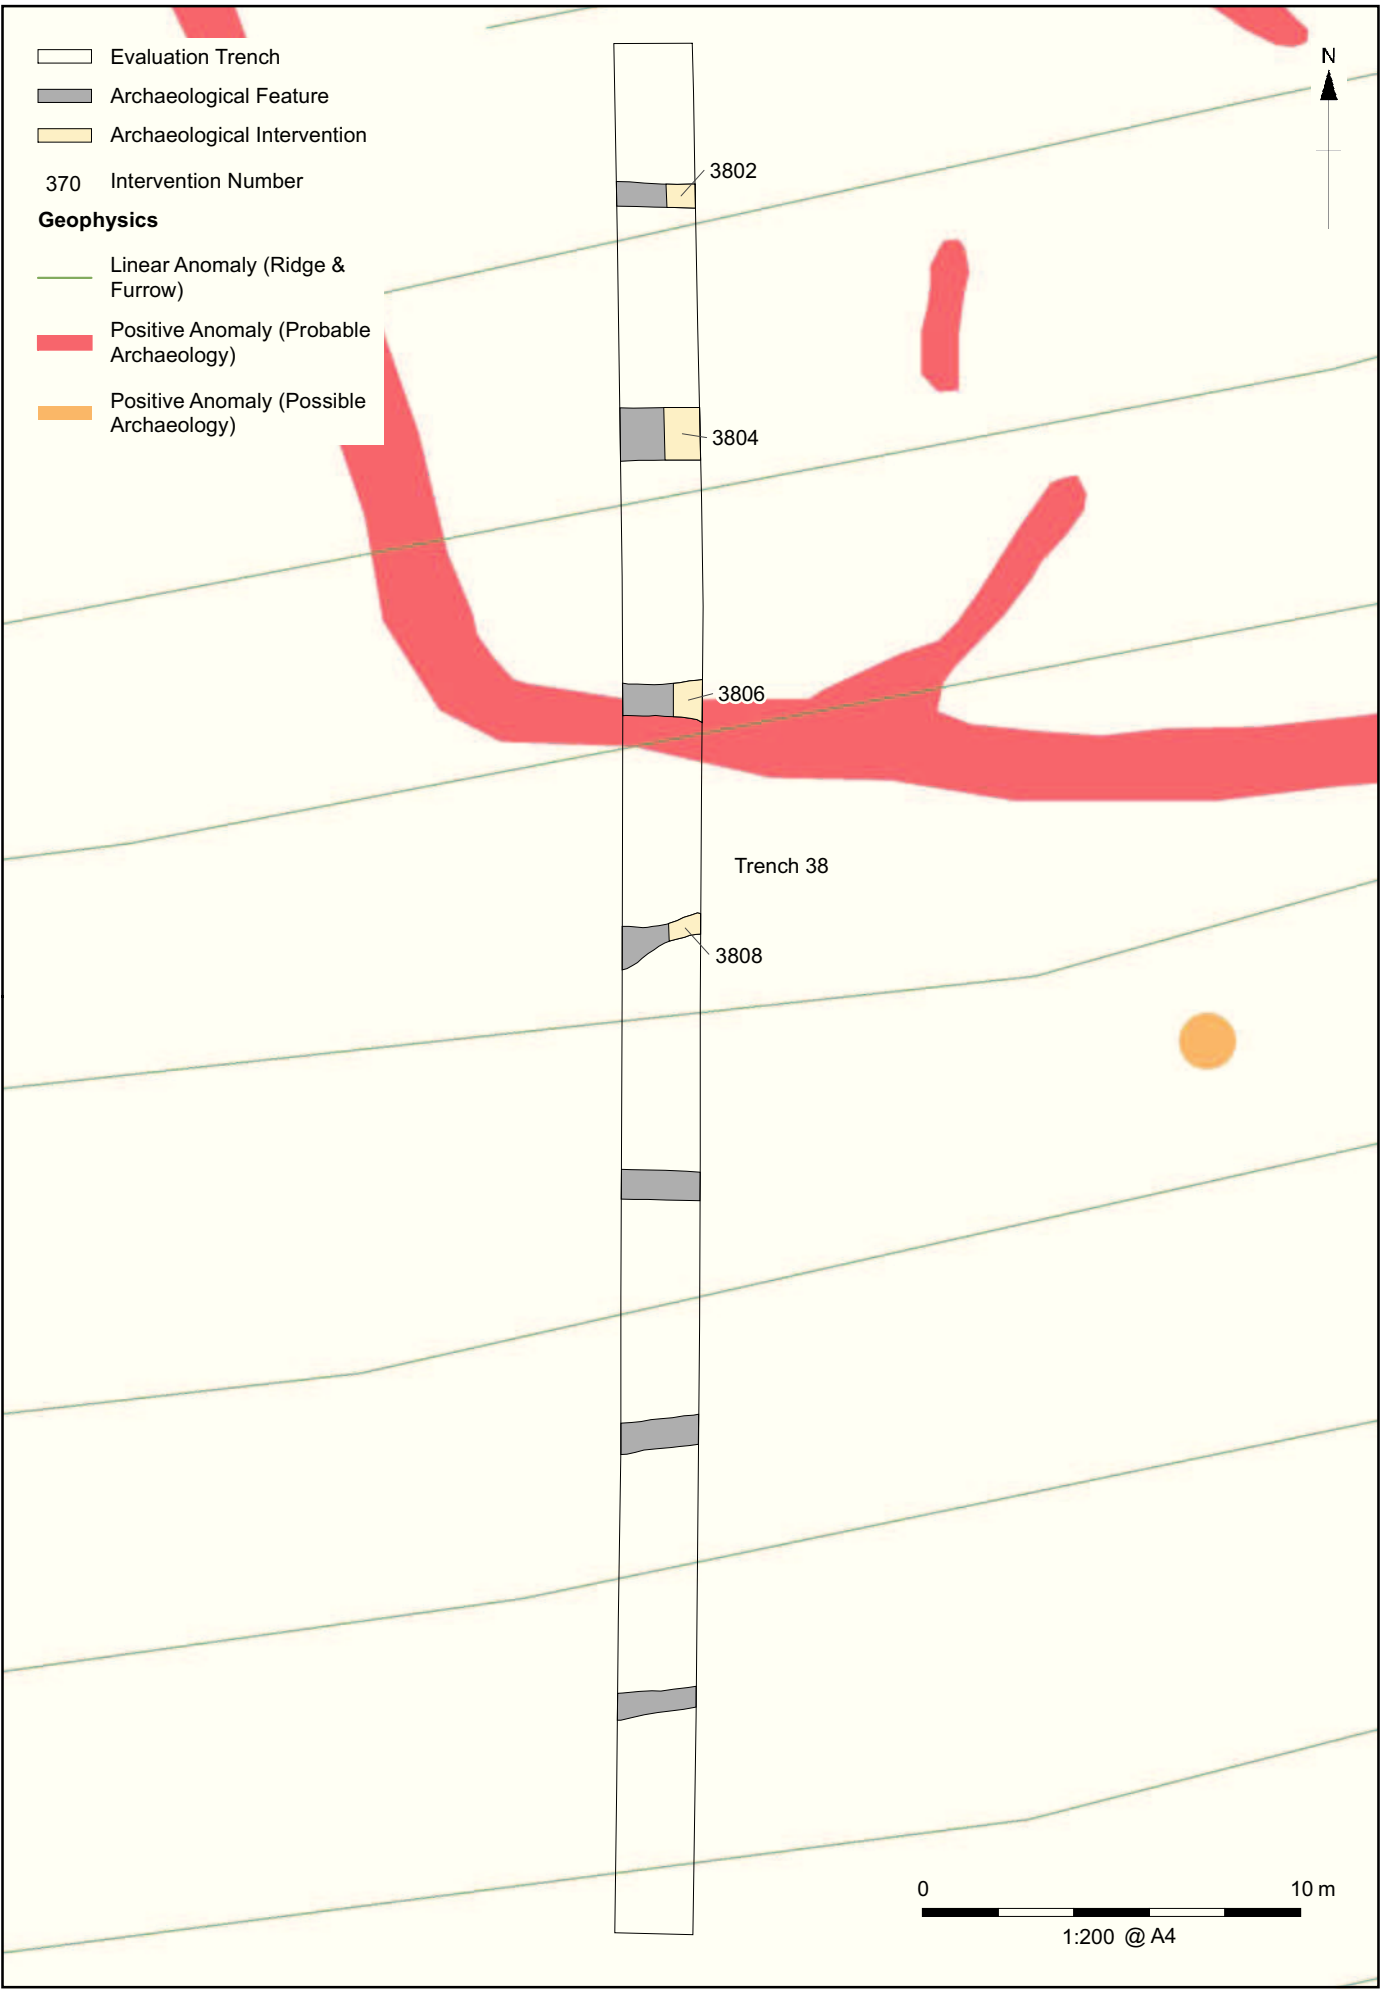 Evaluation Trench
Archaeological Feature
Archaeological Intervention
370 Intervention Number
Geophysics
Linear Anomaly (Ridge &
Furrow)
Positive Anomaly (Probable
Archaeology)
Positive Anomaly (Possible
Archaeology)
N
3802
3804
3806
Trench 38
3808
0 10 m
1:200 @ A4